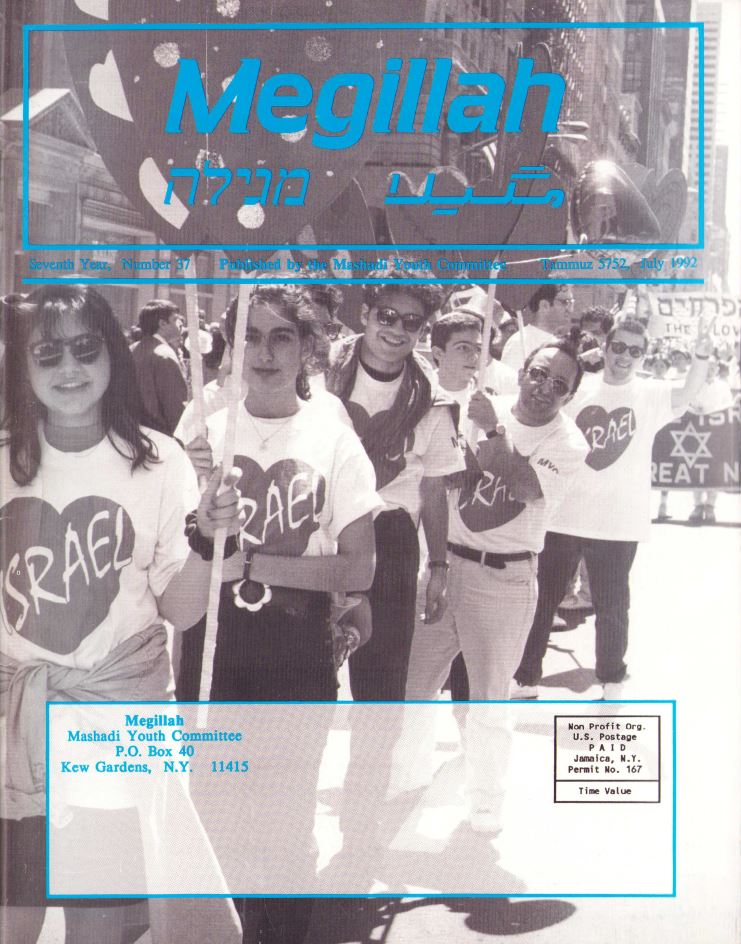 Megillah
מגילה مگیلا
Seventh Year, Number 37 Published by the Mashadi Youth Committee Tammuz 5752, July 1992
THE LOV
GREAT N
ISRAEL
ISRAEL
ISRAEL
ISRAEL
Megillah
Mashadi Youth Committee
P.O. Box 40
Kew Gardens, N.Y. 11415
Non Profit Org.
U.S. Postage
PAID
Jamaica, N.Y.
Permit No. 167
Time Value